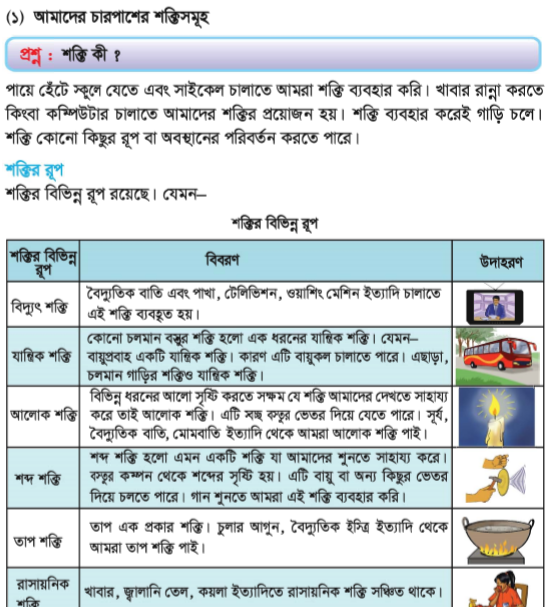 (১) আমাদের চারপাশের শক্তিসমূহ
প্রশ্ন : শক্তি কী ?
পায়ে হেঁটে স্কুলে যেতে এবং সাইকেল চালাতে আমরা শক্তি ব্যবহার করি। খাবার রান্না করতে
কিংবা কম্পিউটার চালাতে আমাদের শক্তির প্রয়োজন হয়। শক্তি ব্যবহার করেই গাড়ি চলে।
শক্তি কোনো কিছুর রূপ বা অবস্থানের পরিবর্তন করতে পারে।
শক্তির রূপ
শক্তির বিভিন্ন রূপ রয়েছে। যেমন–
শক্তির বিভিন্ন রূপ
শক্তির বিভিন্ন
রূপ
বিবরণ
উদাহরণ
বিদ্যুৎ শক্তি
বৈদ্যুতিক বাতি এবং পাখা, টেলিভিশন, ওয়াশিং মেশিন ইত্যাদি চালাতে
এই শক্তি ব্যবহৃত হয়।
যান্ত্রিক শক্তি
কোনো চলমান বস্তুর শক্তি হলো এক ধরনের যান্ত্রিক শক্তি। যেমন–
বায়ুপ্রবাহ একটি যান্ত্রিক শক্তি। কারণ এটি বায়ুকল চালাতে পারে। এছাড়া,
চলমান গাড়ির শক্তিও যান্ত্রিক শক্তি।
আলোক শক্তি
বিভিন্ন ধরনের আলো সৃষ্টি করতে সক্ষম যে শক্তি আমাদের দেখতে সাহায্য
করে তাই আলোক শক্তি। এটি স্বচ্ছ বস্তুর ভেতর দিয়ে যেতে পারে। সূর্য,
বৈদ্যুতিক বাতি, মোমবাতি ইত্যাদি থেকে আমরা আলোক শক্তি পাই।
শব্দ শক্তি
শব্দ শক্তি হলো এমন একটি শক্তি যা আমাদের শুনতে সাহায্য করে।
বস্তুর কম্পন থেকে শব্দের সৃষ্টি হয়। এটি বায়ু বা অন্য কিছুর ভেতর
দিয়ে চলতে পারে। গান শুনতে আমরা এই শক্তি ব্যবহার করি।
তাপ শক্তি
তাপ এক প্রকার শক্তি। চুলার আগুন, বৈদ্যুতিক ইস্ত্রি ইত্যাদি থেকে
আমরা তাপ শক্তি পাই।
রাসায়নিক
শক্তি
খাবার, জ্বালানি তেল, কয়লা ইত্যাদিতে রাসায়নিক শক্তি সঞ্চিত থাকে।